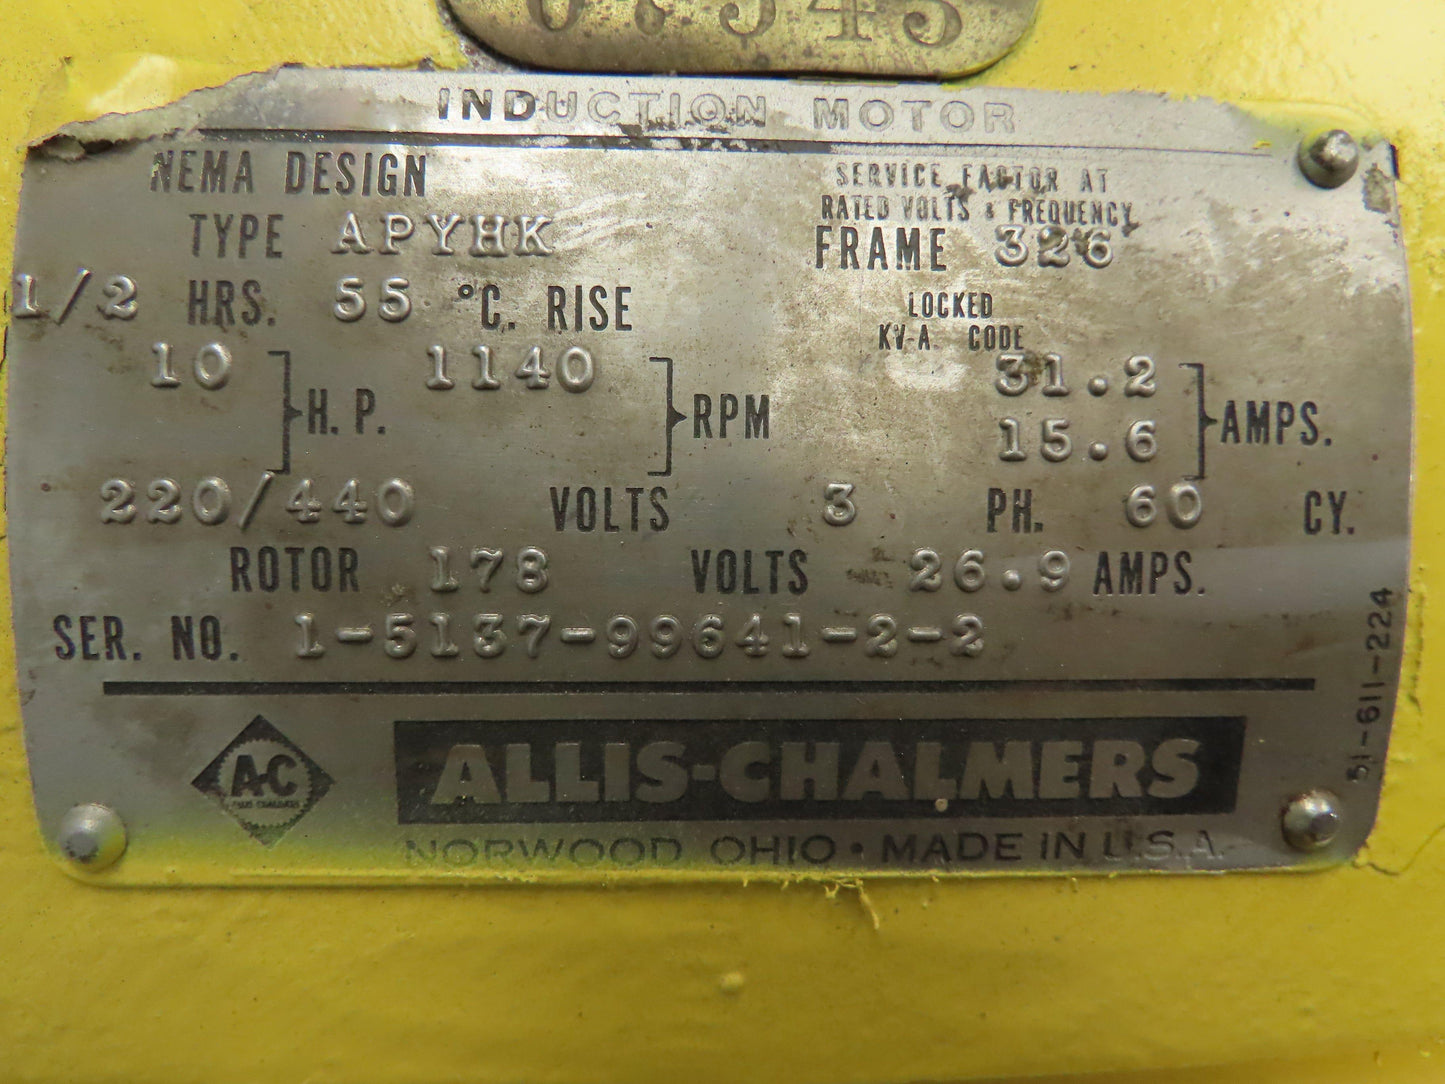 07545
INDUCTION MOTOR
NEMA DESIGN
SERVICE FACTOR AT
RATED VOLTS & FREQUENCY
TYPE APYHK
FRAME 326
1/2 HRS. 55 °C. RISE
LOCKED
KV-A. CODE
10 H.P. 1140 RPM
31.2
15.6 AMPS.
220/440 VOLTS 3 PH. 60 CY.
ROTOR 178 VOLTS 26.9 AMPS.
SER. NO. 1-5137-99641-2-2
51-611-224
A-C
ALLIS CHALMERS
ALLIS-CHALMERS
NORWOOD OHIO • MADE IN U.S.A.